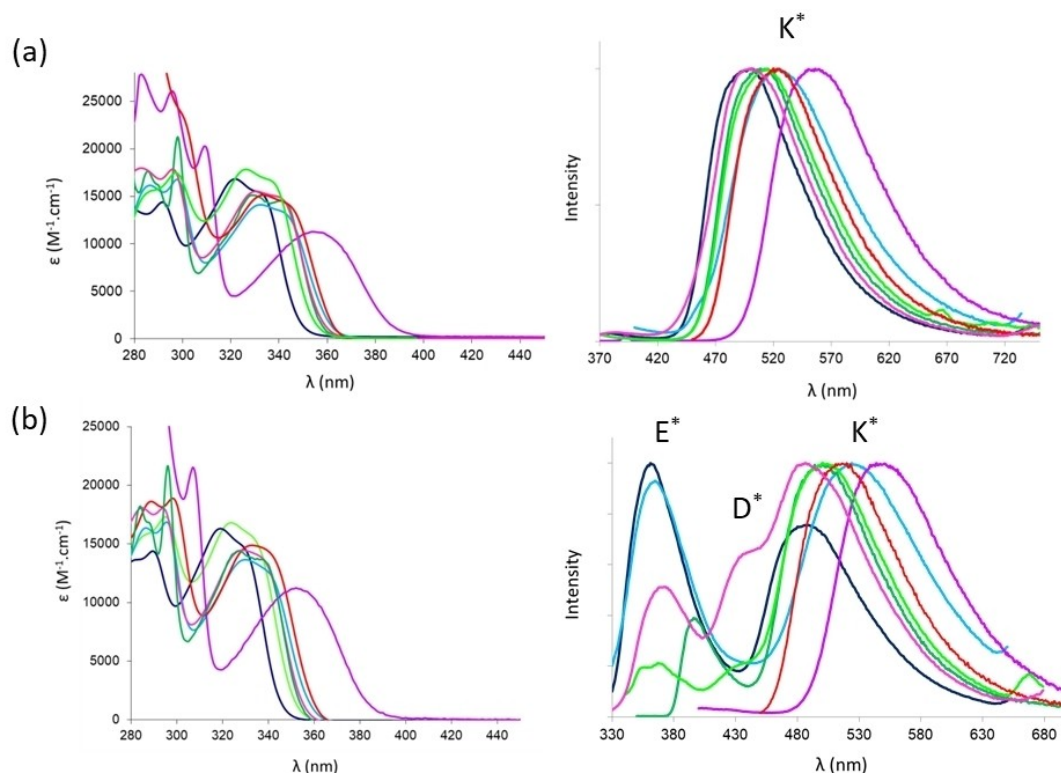 (a)
25000
20000
15000
10000
5000
0
ε (M⁻¹.cm⁻¹)
280 300 320 340 360 380 400 420 440
λ (nm)
K*
Intensity
370 420 470 520 570 620 670 720
λ (nm)
(b)
25000
20000
15000
10000
5000
0
ε (M⁻¹.cm⁻¹)
280 300 320 340 360 380 400 420 440
λ (nm)
E*
D*
K*
Intensity
330 380 430 480 530 580 630 680
λ (nm)